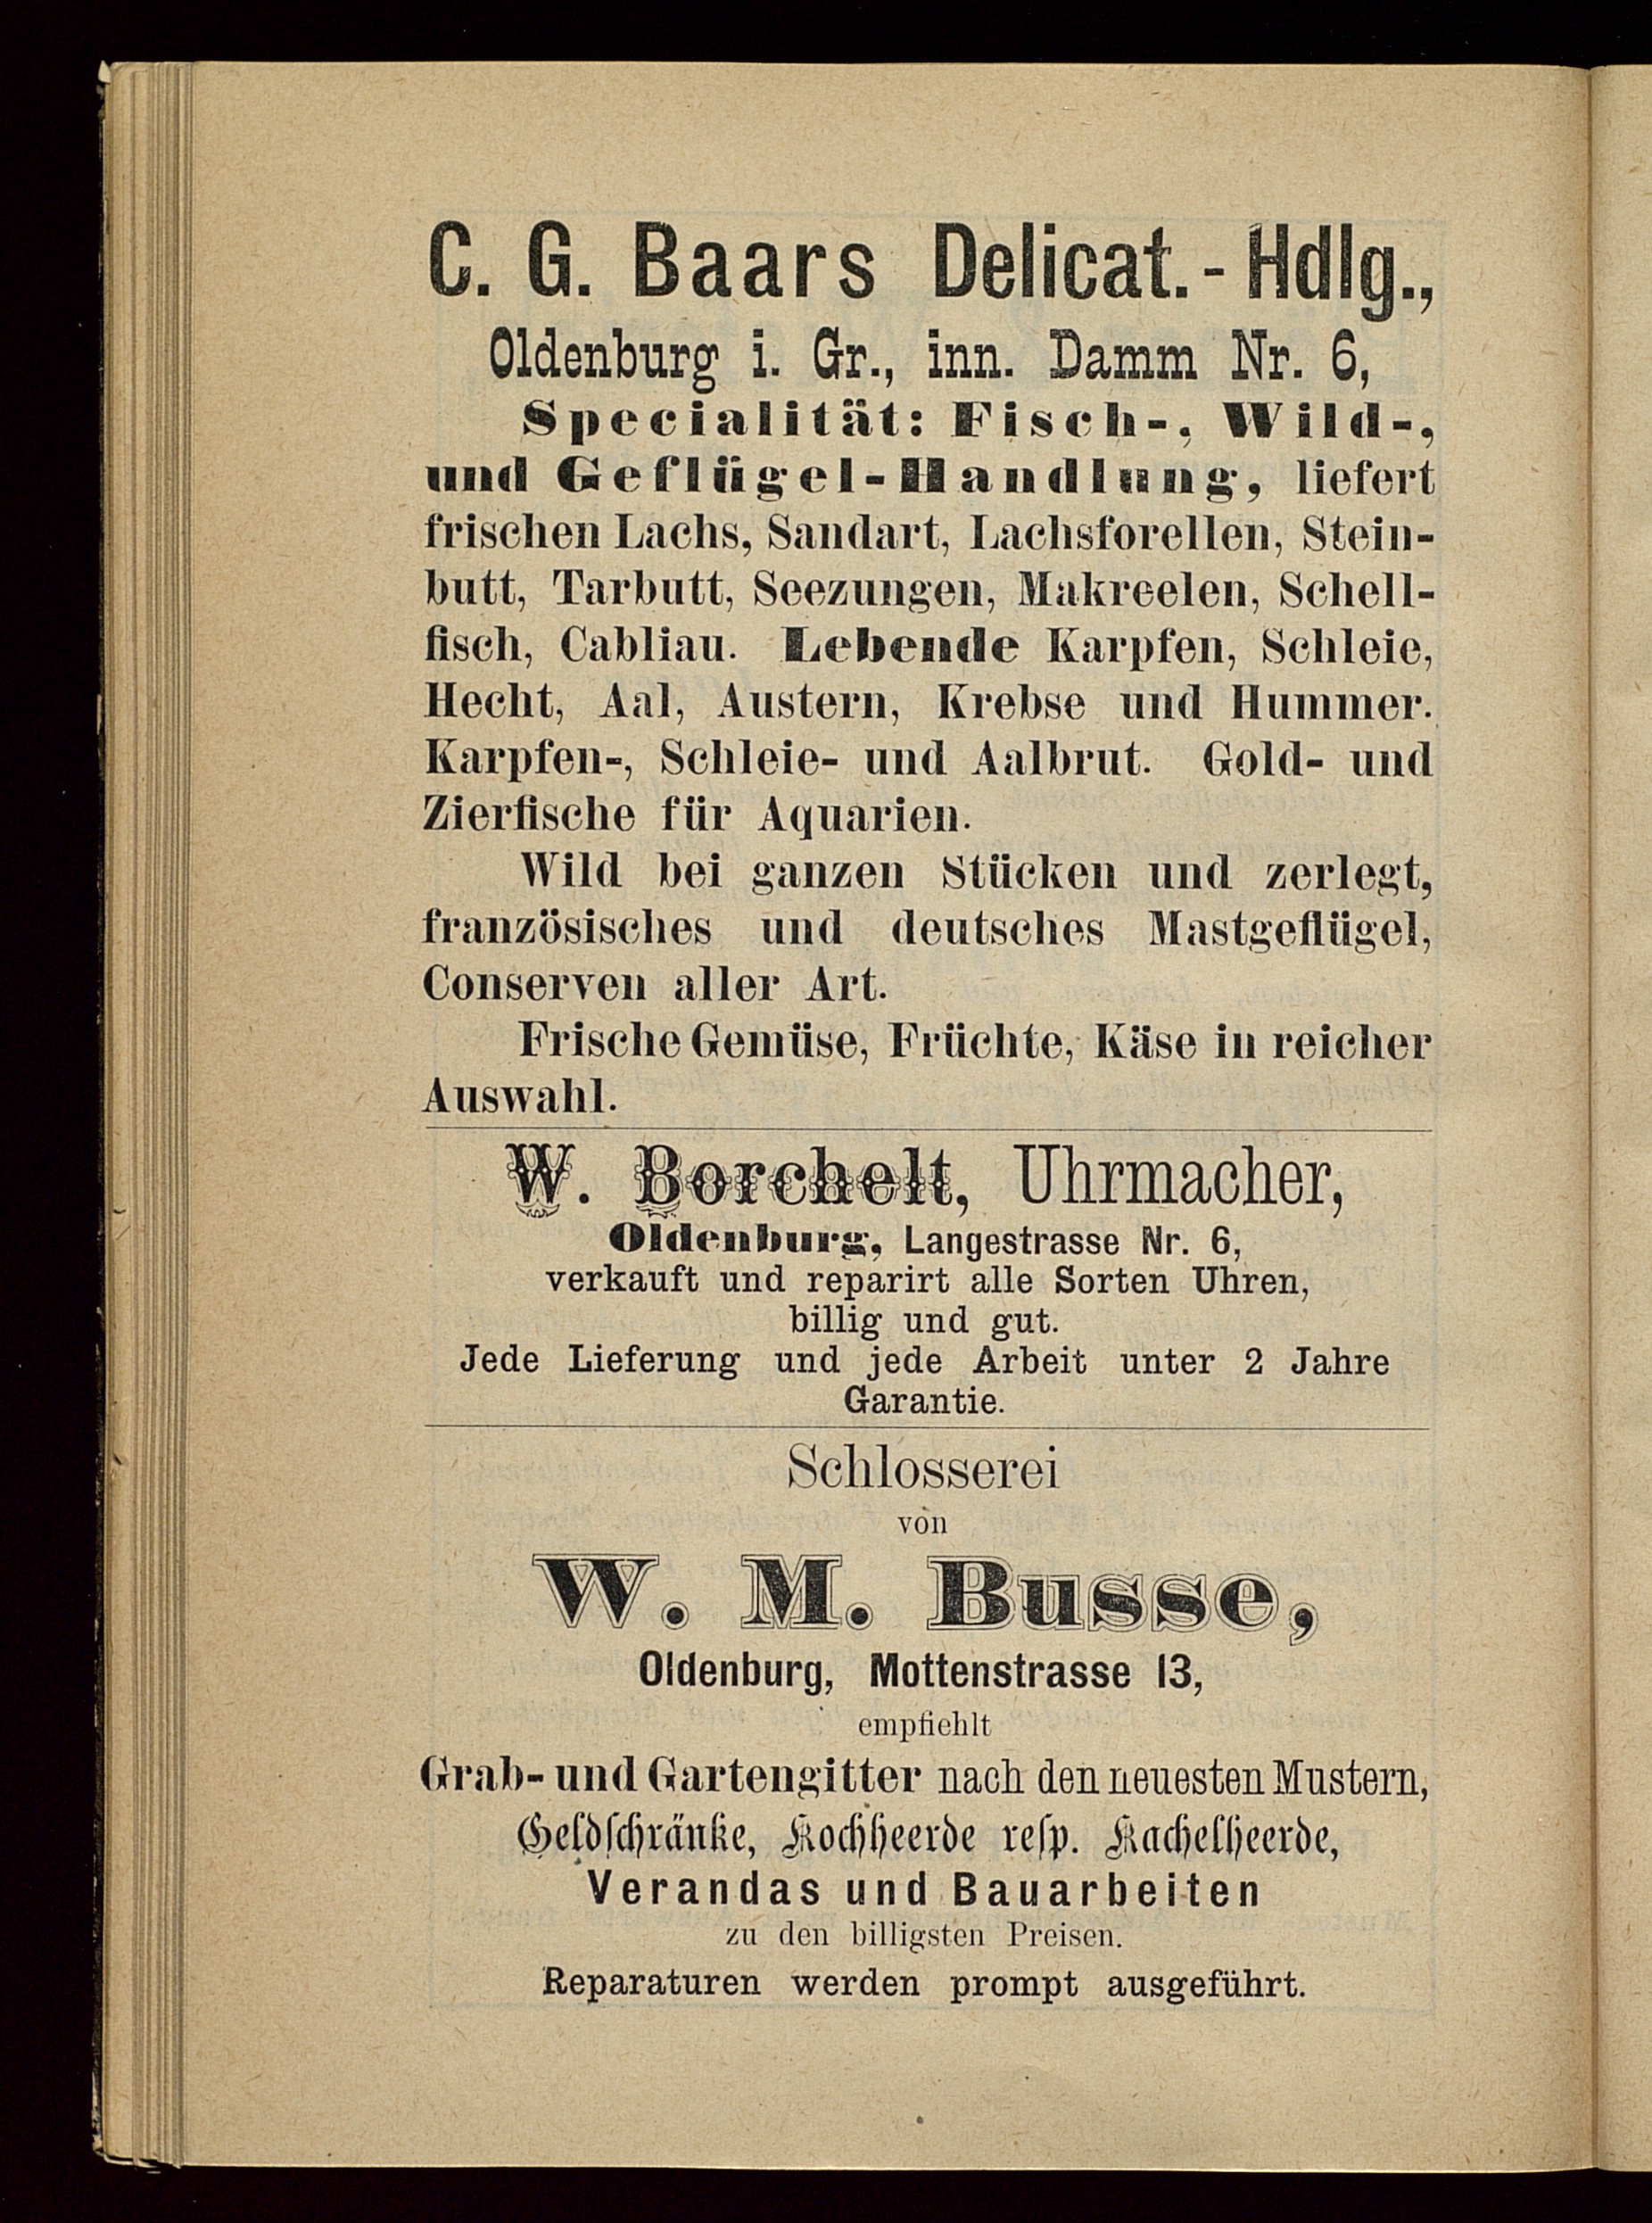 C. G. Baars Delicat.-Hdlg.,
Oldenburg i. Gr., inn. Damm Nr. 6,
Specialität: Fisch-, Wild-,
und Geflügel-Handlung, liefert
frischen Lachs, Sandart, Lachsforellen, Stein-
butt, Tarbutt, Seezungen, Makreelen, Schell-
fisch, Cabliau. Lebende Karpfen, Schleie,
Hecht, Aal, Austern, Krebse und Hummer.
Karpfen-, Schleie- und Aalbrut. Gold- und
Zierfische für Aquarien.
Wild bei ganzen Stücken und zerlegt,
französisches und deutsches Mastgeflügel,
Conserven aller Art.
Frische Gemüse, Früchte, Käse in reicher
Auswahl.
W. Borchelt, Uhrmacher,
Oldenburg, Langestrasse Nr. 6,
verkauft und reparirt alle Sorten Uhren,
billig und gut.
Jede Lieferung und jede Arbeit unter 2 Jahre
Garantie.
Schlosserei
von
W. M. Busse,
Oldenburg, Mottenstrasse 13,
empfiehlt
Grab- und Gartengitter nach den neuesten Mustern,
Geldschränke, Kochheerde resp. Kachelheerde,
Verandas und Bauarbeiten
zu den billigsten Preisen.
Reparaturen werden prompt ausgeführt.